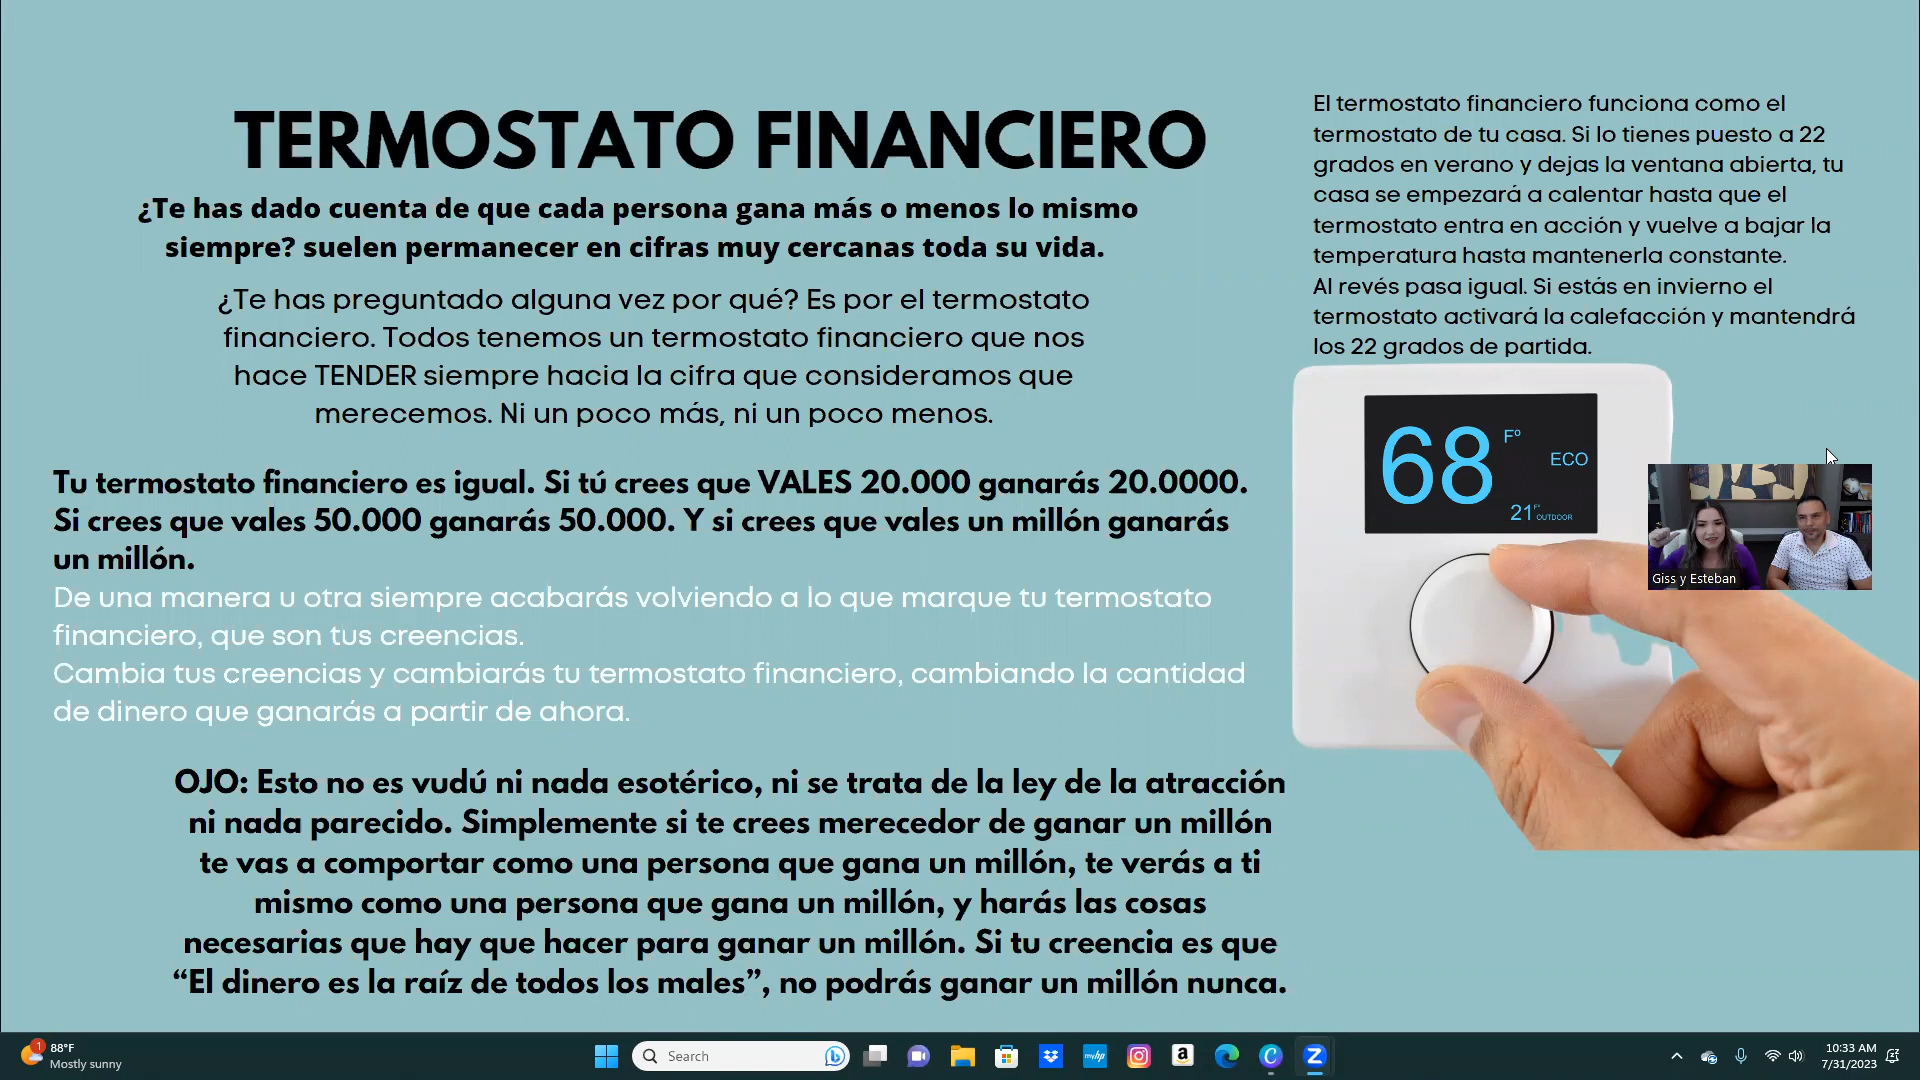 TERMOSTATO FINANCIERO
¿Te has dado cuenta de que cada persona gana más o menos lo mismo
siempre? suelen permanecer en cifras muy cercanas toda su vida.
¿Te has preguntado alguna vez por qué? Es por el termostato
financiero. Todos tenemos un termostato financiero que nos
hace TENDER siempre hacia la cifra que consideramos que
merecemos. Ni un poco más, ni un poco menos.
Tu termostato financiero es igual. Si tú crees que VALES 20.000 ganarás 20.0000.
Si crees que vales 50.000 ganarás 50.000. Y si crees que vales un millón ganarás
un millón.
De una manera u otra siempre acabarás volviendo a lo que marque tu termostato
financiero, que son tus creencias.
Cambia tus creencias y cambiarás tu termostato financiero, cambiando la cantidad
de dinero que ganarás a partir de ahora.
OJO: Esto no es vudú ni nada esotérico, ni se trata de la ley de la atracción
ni nada parecido. Simplemente si te crees merecedor de ganar un millón
te vas a comportar como una persona que gana un millón, te verás a ti
mismo como una persona que gana un millón, y harás las cosas
necesarias que hay que hacer para ganar un millón. Si tu creencia es que
“El dinero es la raíz de todos los males”, no podrás ganar un millón nunca.
El termostato financiero funciona como el
termostato de tu casa. Si lo tienes puesto a 22
grados en verano y dejas la ventana abierta, tu
casa se empezará a calentar hasta que el
termostato entra en acción y vuelve a bajar la
temperatura hasta mantenerla constante.
Al revés pasa igual. Si estás en invierno el
termostato activará la calefacción y mantendrá
los 22 grados de partida.
68 Fº
ECO
21 F° OUTDOOR
Giss y Esteban
1
88°F
Mostly sunny
Search
myhp
10:33 AM
7/31/2023